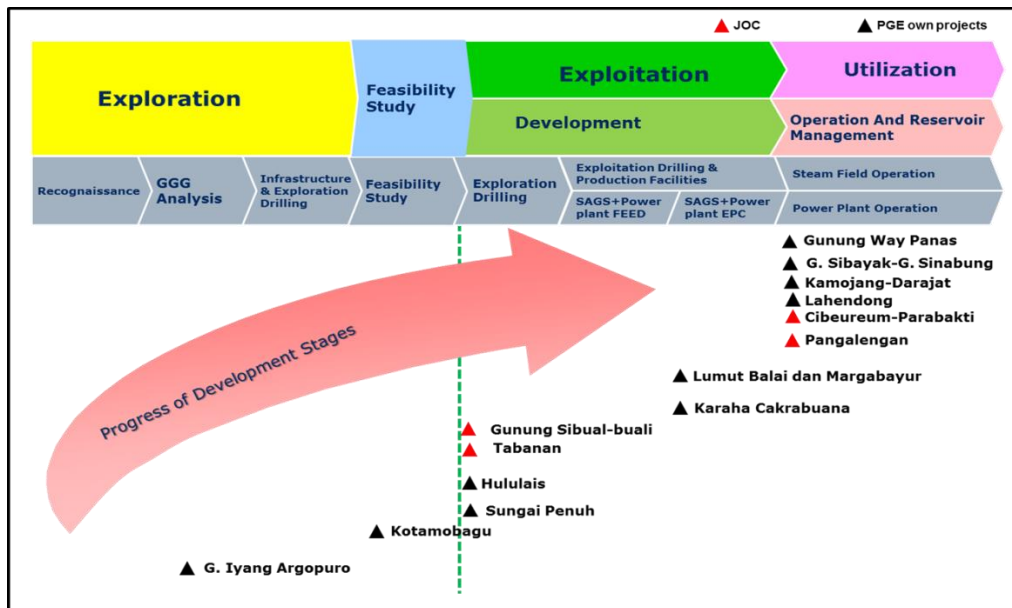 JOC
PGE own projects
Exploration
Feasibility
Study
Exploitation
Utilization
Development
Operation And Reservoir
Management
Recognaissance
GGG
Analysis
Infrastructure
& Exploration
Drilling
Feasibility
Study
Exploration
Drilling
Exploitation Drilling &
Production Facilities
SAGS+Power
plant FEED
SAGS+Power
plant EPC
Steam Field Operation
Power Plant Operation
Progress of Development Stages
Gunung Way Panas
G. Sibayak-G. Sinabung
Kamojang-Darajat
Lahendong
Cibeureum-Parabakti
Pangalengan
Lumut Balai dan Margabayur
Karaha Cakrabuana
Gunung Sibual-buali
Tabanan
Hululais
Sungai Penuh
Kotamobagu
G. Iyang Argopuro